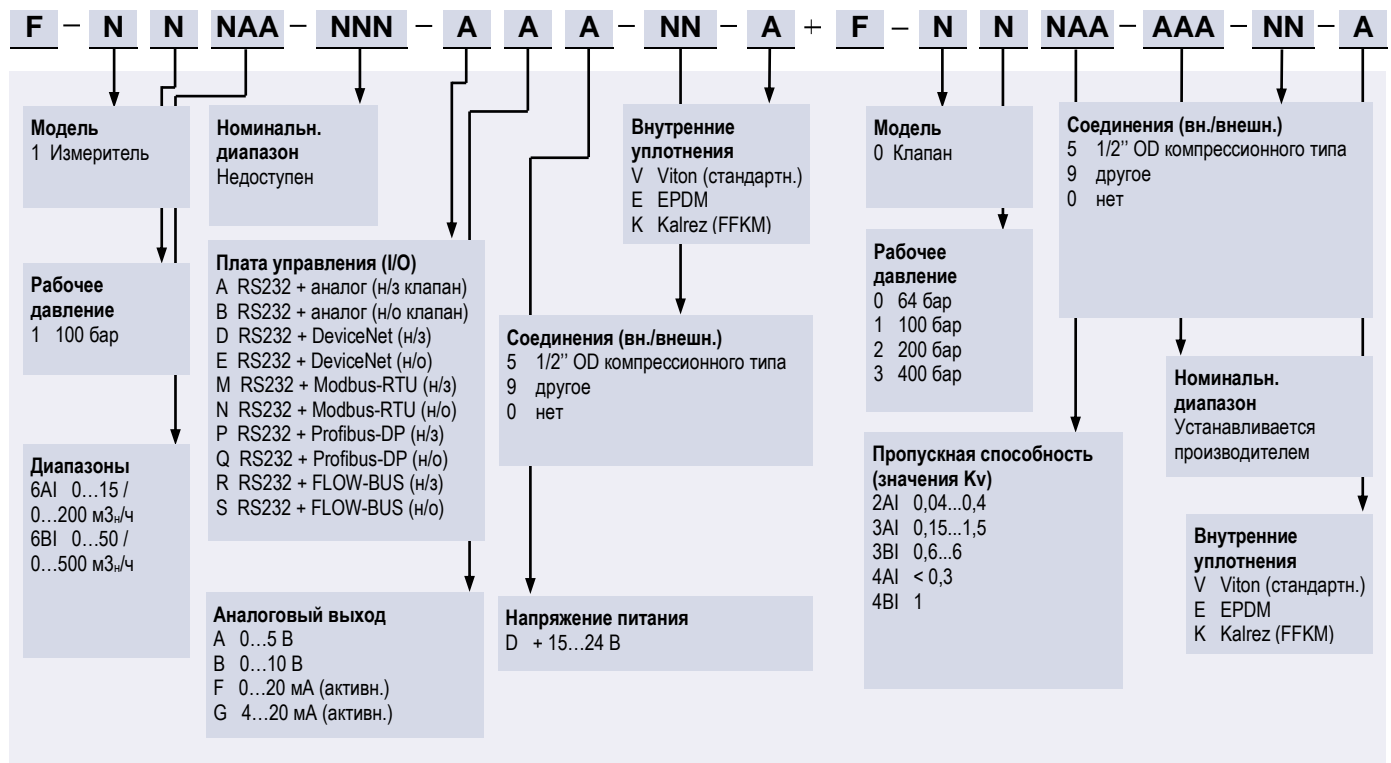 F – N N NAA – NNN – A A A – NN – A + F – N N NAA – AAA – NN – A
Модель
1 Измеритель
Рабочее
давление
1 100 бар
Диапазоны
6AI 0…15 /
0…200 м3н/ч
6BI 0…50 /
0…500 м3н/ч
Номинальн.
диапазон
Недоступен
Плата управления (I/O)
A RS232 + аналог (н/з клапан)
B RS232 + аналог (н/о клапан)
D RS232 + DeviceNet (н/з)
E RS232 + DeviceNet (н/о)
M RS232 + Modbus-RTU (н/з)
N RS232 + Modbus-RTU (н/о)
P RS232 + Profibus-DP (н/з)
Q RS232 + Profibus-DP (н/о)
R RS232 + FLOW-BUS (н/з)
S RS232 + FLOW-BUS (н/о)
Аналоговый выход
A 0…5 В
B 0…10 В
F 0…20 мА (активн.)
G 4…20 мА (активн.)
Внутренние
уплотнения
V Viton (стандартн.)
E EPDM
K Kalrez (FFKM)
Соединения (вн./внешн.)
5 1/2’’ OD компрессионного типа
9 другое
0 нет
Напряжение питания
D + 15…24 В
Модель
0 Клапан
Рабочее
давление
0 64 бар
1 100 бар
2 200 бар
3 400 бар
Пропускная способность
(значения Kv)
2AI 0,04...0,4
3AI 0,15...1,5
3BI 0,6...6
4AI < 0,3
4BI 1
Соединения (вн./внешн.)
5 1/2’’ OD компрессионного типа
9 другое
0 нет
Номинальн.
диапазон
Устанавливается
производителем
Внутренние
уплотнения
V Viton (стандартн.)
E EPDM
K Kalrez (FFKM)